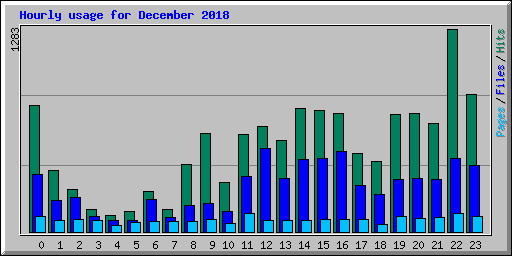 Hourly usage for December 2018
1283
Pages/Files/Hits
0 1 2 3 4 5 6 7 8 9 10 11 12 13 14 15 16 17 18 19 20 21 22 23